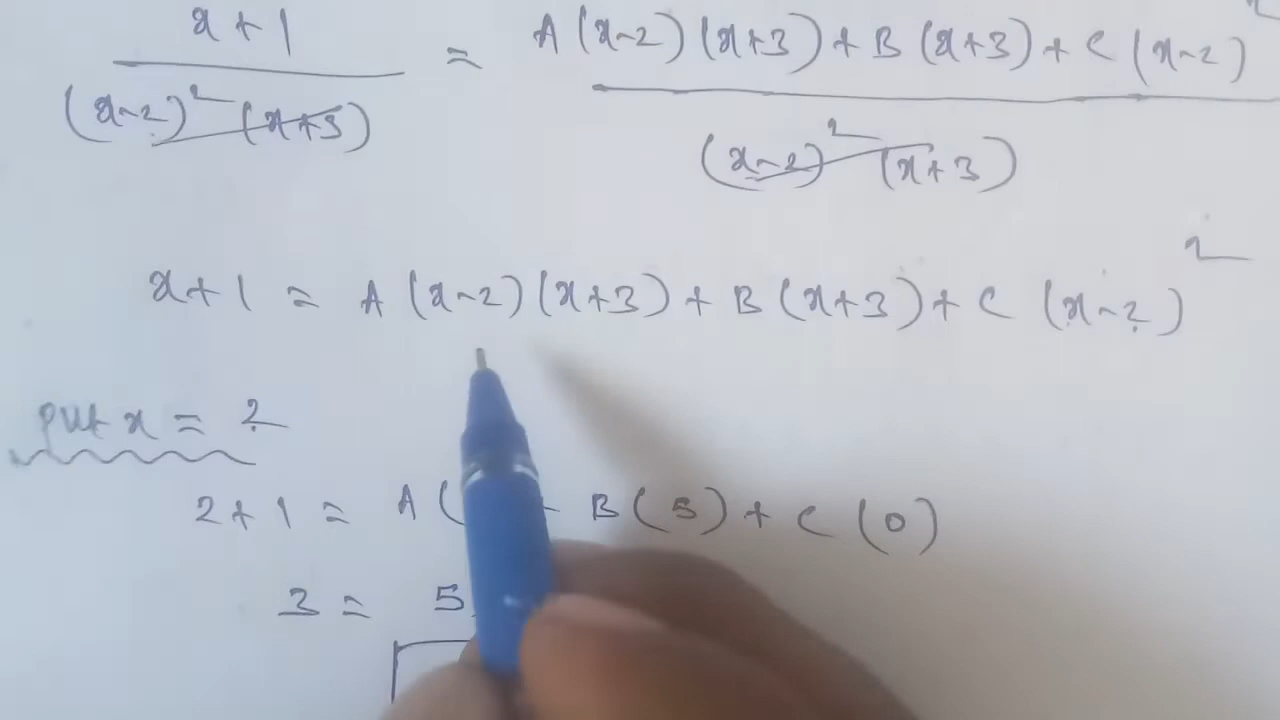 x+1 = A(x-2)(x+3)+B(x+3)+C(x-2)²
(x-2)²(x+3) (x-2)²(x+3)
x+1 = A(x-2)(x+3)+B(x+3)+C(x-2)²
put x = 2
2+1 = A( + B(5)+C(0)
3 = 5